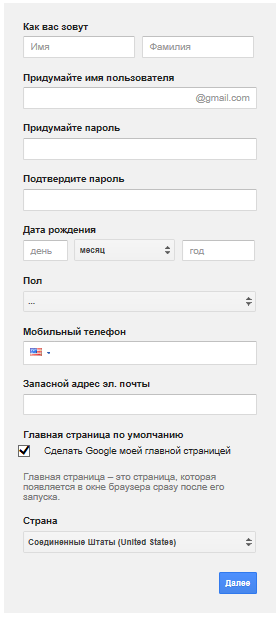 Как вас зовут
Имя Фамилия
Придумайте имя пользователя
@gmail.com
Придумайте пароль
Подтвердите пароль
Дата рождения
день месяц год
Пол
...
Мобильный телефон
Запасной адрес эл. почты
Главная страница по умолчанию
Сделать Google моей главной страницей
Главная страница – это страница, которая
появляется в окне браузера сразу после его
запуска.
Страна
Соединенные Штаты (United States)
Далее